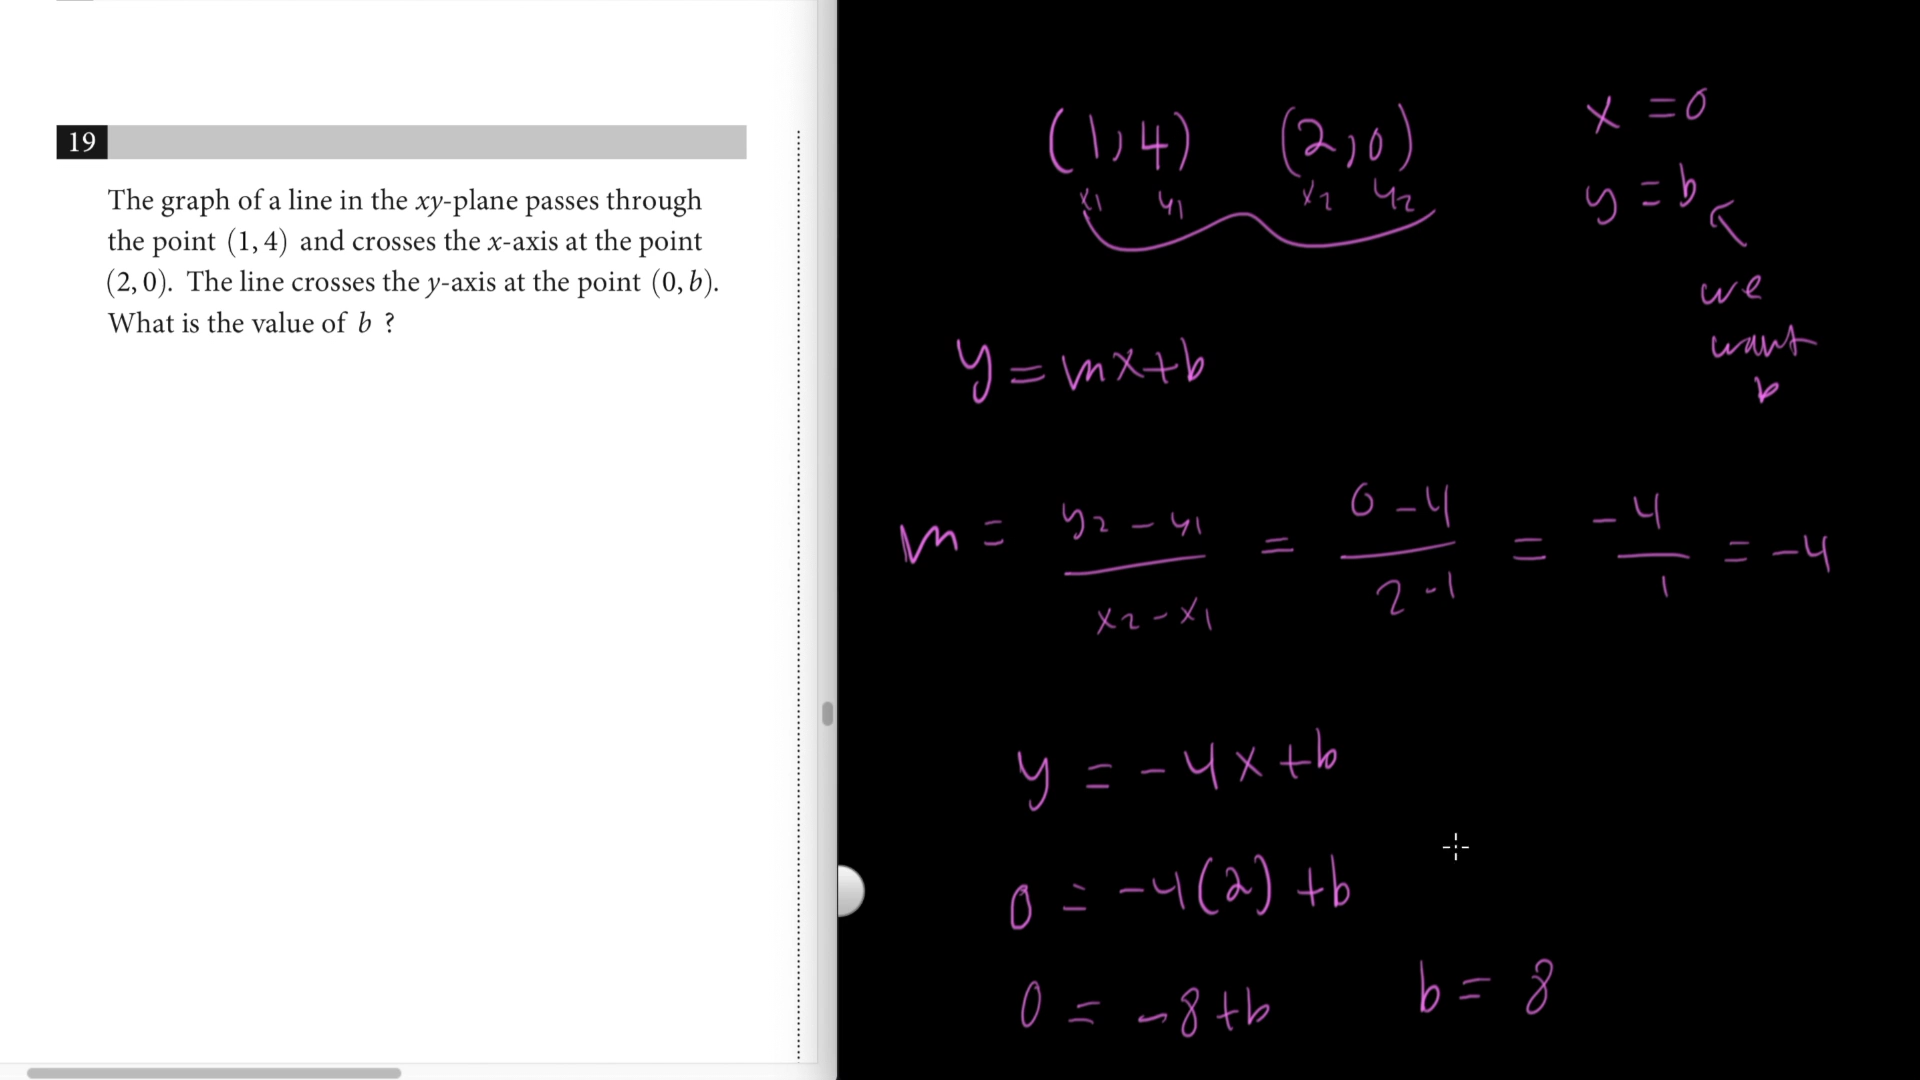 19
The graph of a line in the xy-plane passes through
the point (1, 4) and crosses the x-axis at the point
(2, 0). The line crosses the y-axis at the point (0, b).
What is the value of b ?
(1, 4) (2, 0)
x1 y1 x2 y2
x = 0
y = b
we
want
b
y = mx + b
m = y2 - y1 / x2 - x1 = 0 - 4 / 2 - 1 = -4 / 1 = -4
y = -4x + b
0 = -4(2) + b
0 = -8 + b b = 8